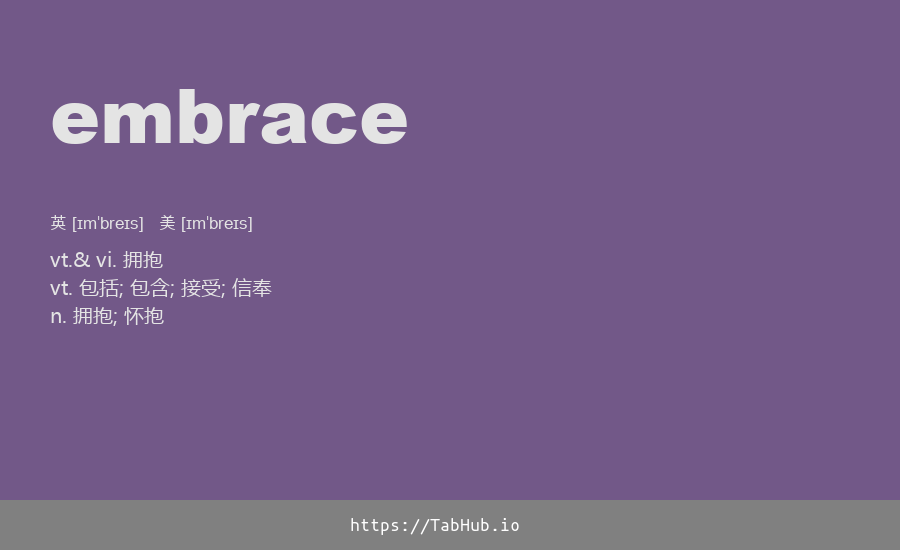 embrace
英 [ɪmˈbreɪs] 美 [ɪmˈbreɪs]
vt.& vi. 拥抱
vt. 包括; 包含; 接受; 信奉
n. 拥抱; 怀抱
https://TabHub.io